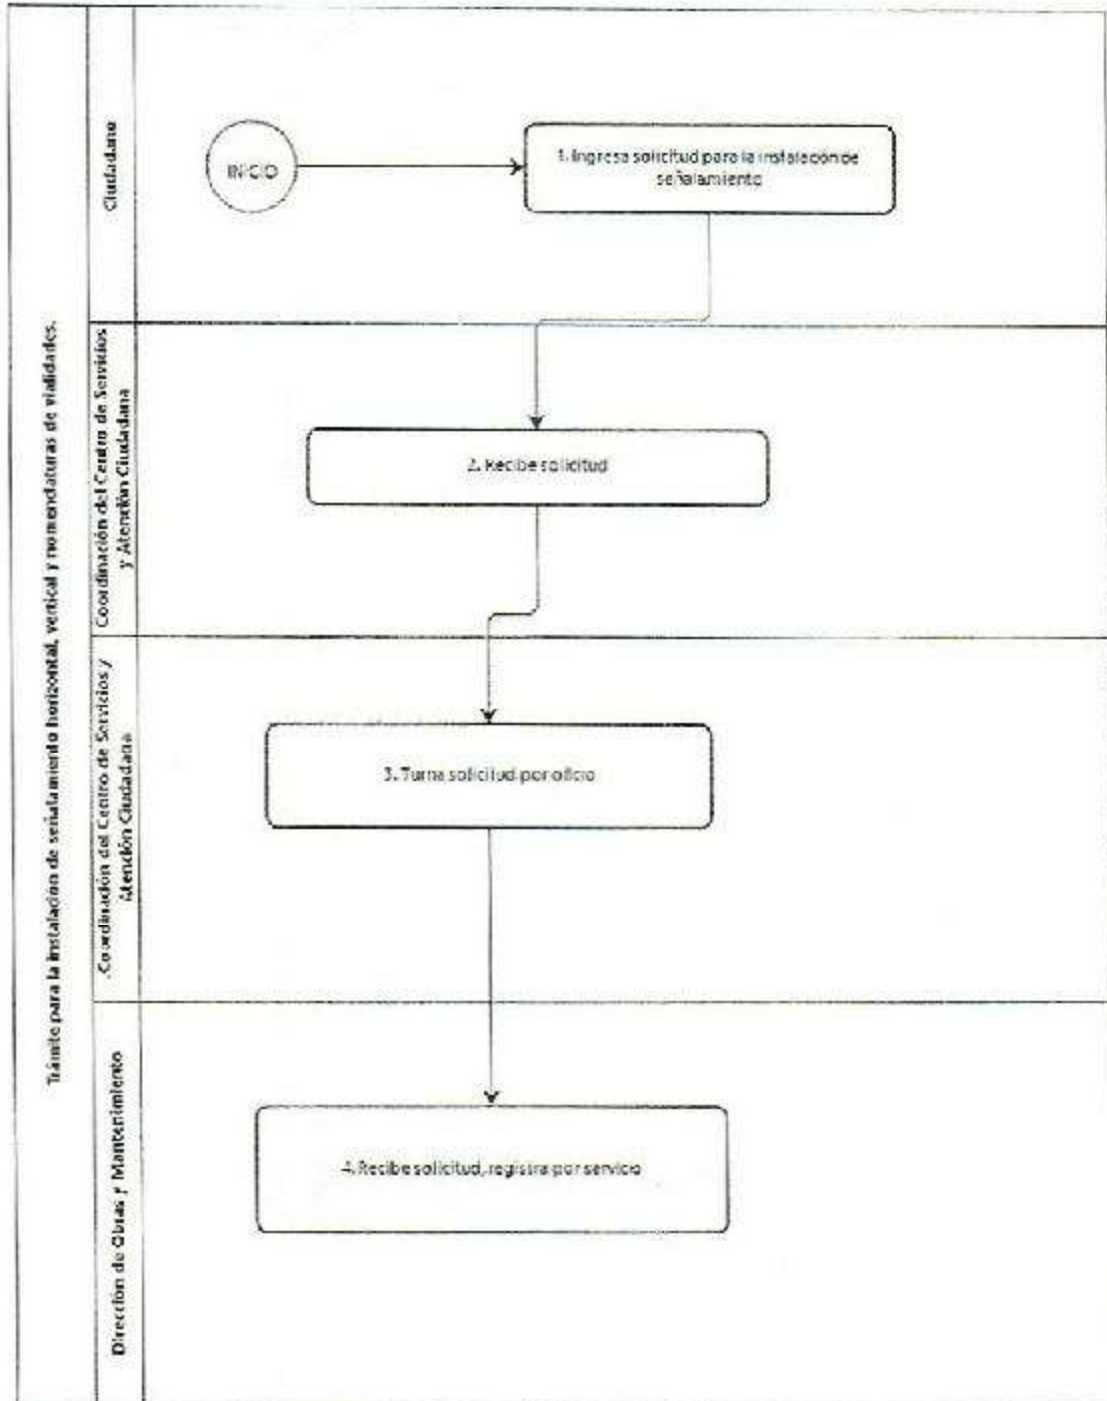 Trámite para la instalación de señalamiento horizontal, vertical y nomenclaturas de vialidades.
Ciudadano
INICIO
1. Ingresa solicitud para la instalación de
señalamiento
Coordinación del Centro de Servicios
y Atención Ciudadana
2. Recibe solicitud
.Coordinación del Centro de Servicios y
Atención Ciudadana
3. Turna solicitud por oficio
Dirección de Obras y Mantenimiento
4. Recibe solicitud, registra por servicio